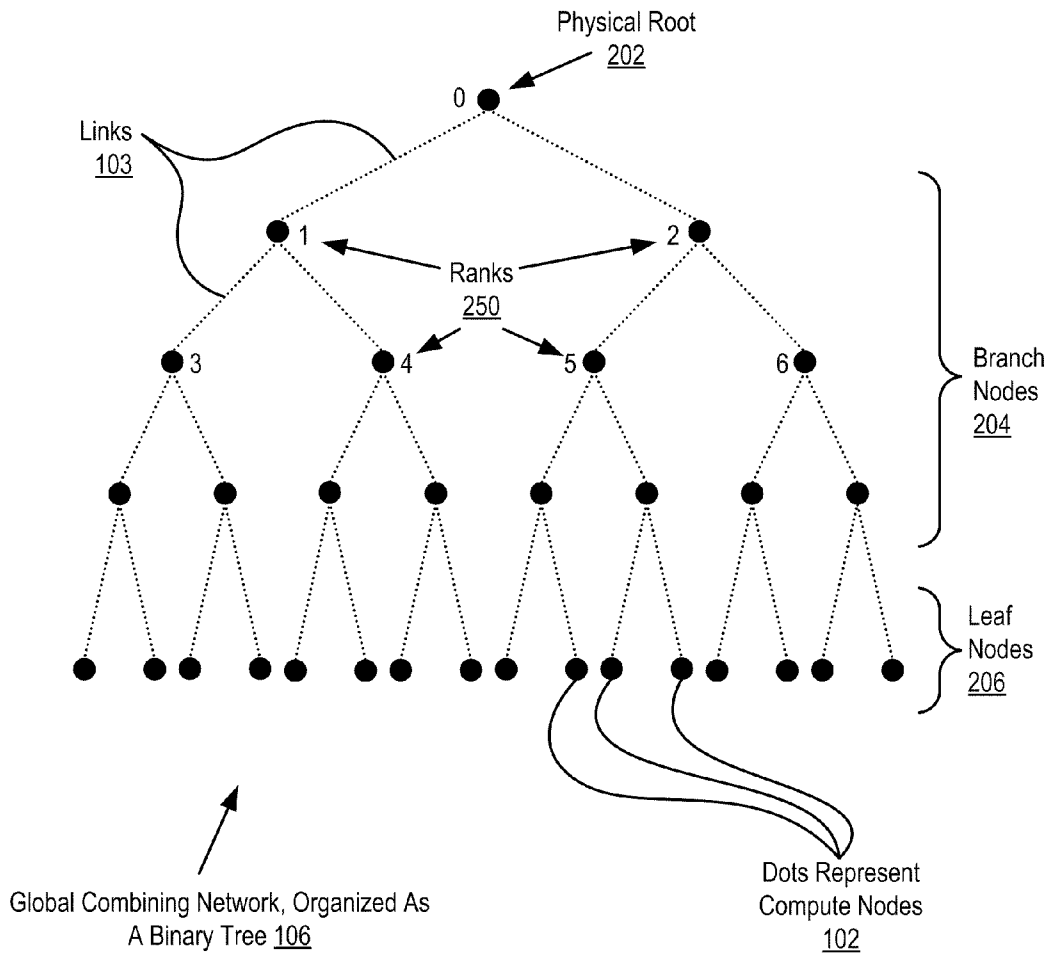 Physical Root
202
0
Links
103
1
2
Ranks
250
3
4
5
6
Branch
Nodes
204
Leaf
Nodes
206
Dots Represent
Compute Nodes
102
Global Combining Network, Organized As
A Binary Tree 106